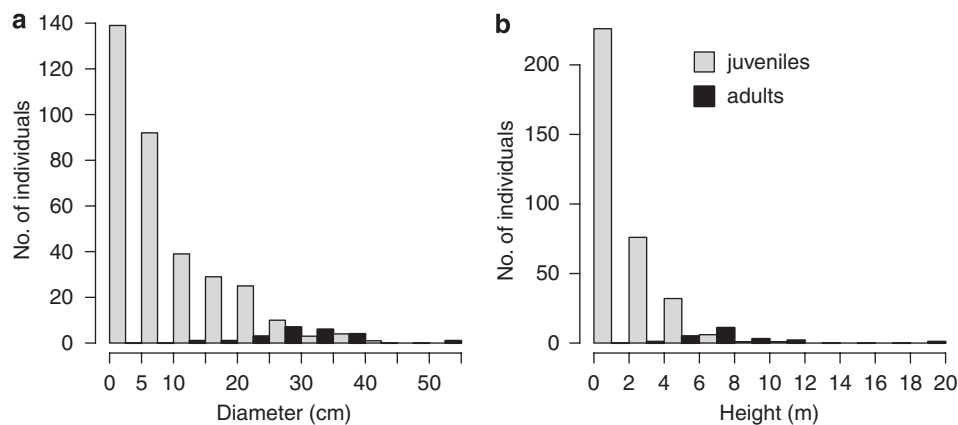 a
140
120
100
80
60
40
20
0
No. of individuals
0 5 10 20 30 40 50
Diameter (cm)
b
200
150
100
50
0
No. of individuals
juveniles
adults
0 2 4 6 8 10 12 14 16 18 20
Height (m)